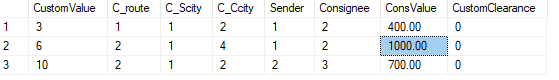 CustomValue C_route C_Scity C_Ccity Sender Consignee ConsValue CustomClearance
1 3 1 1 2 1 2 400.00 0
2 6 2 1 4 1 2 1000.00 0
3 10 2 1 2 2 3 700.00 0